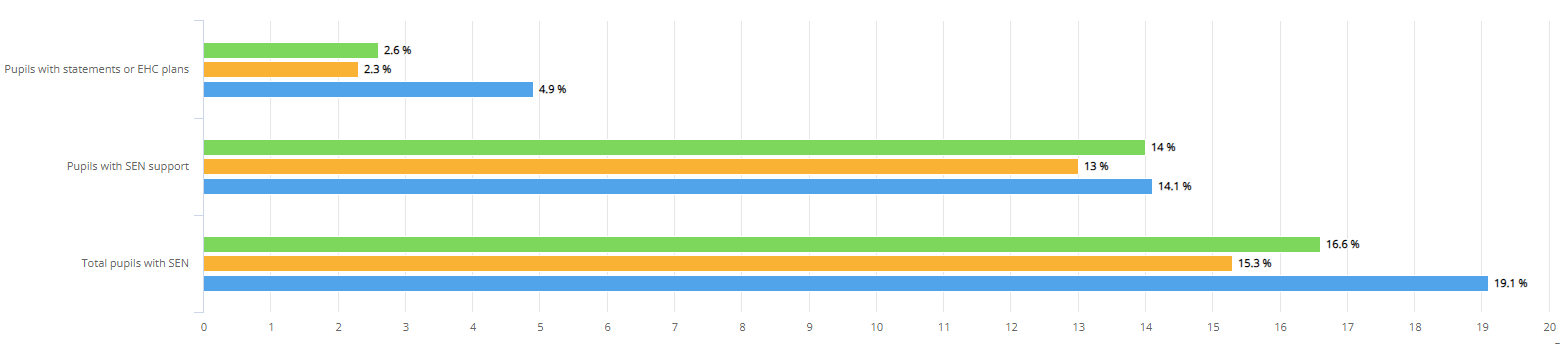 2.6 %
Pupils with statements or EHC plans
2.3 %
4.9 %
14 %
Pupils with SEN support
13 %
14.1 %
16.6 %
Total pupils with SEN
15.3 %
19.1 %
0 1 2 3 4 5 6 7 8 9 10 11 12 13 14 15 16 17 18 19 20